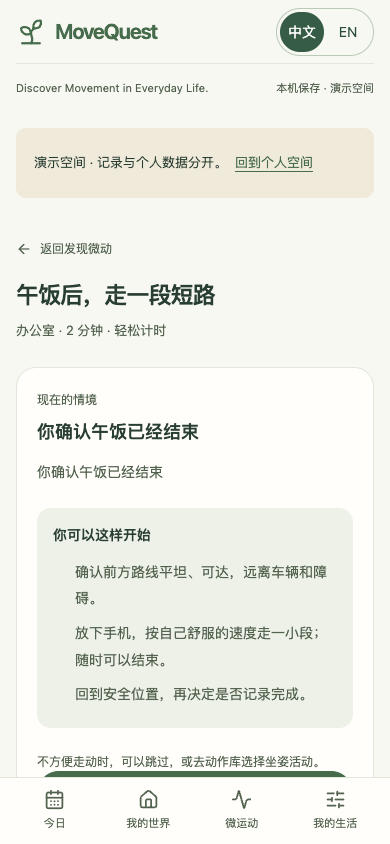 MoveQuest
中文 EN
Discover Movement in Everyday Life. 本机保存 · 演示空间
演示空间 · 记录与个人数据分开。 回到个人空间
返回发现微动
午饭后，走一段短路
办公室 · 2 分钟 · 轻松计时
现在的情境
你确认午饭已经结束
你确认午饭已经结束
你可以这样开始
确认前方路线平坦、可达，远离车辆和障
碍。
放下手机，按自己舒服的速度走一小段；
随时可以结束。
回到安全位置，再决定是否记录完成。
不方便走动时，可以跳过，或去动作库选择坐姿活动。
今日 我的世界 微运动 我的生活